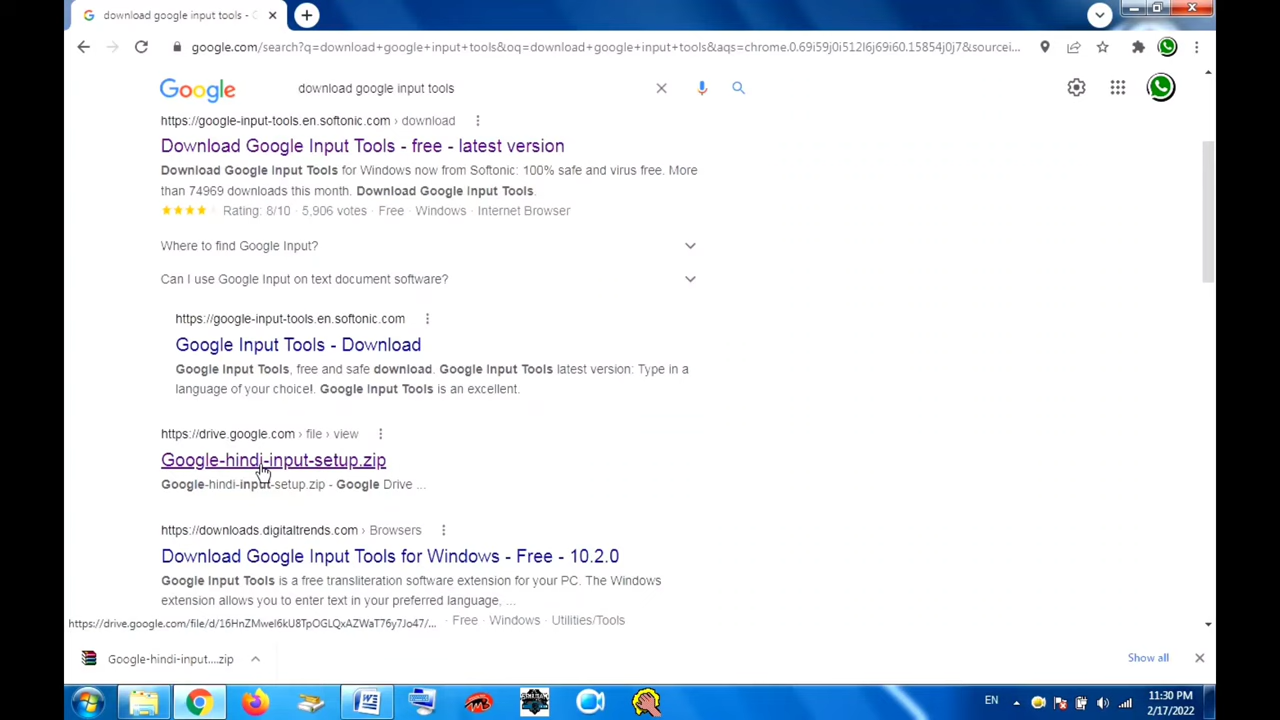 download google input tools - G
google.com/search?q=download+google+input+tools&oq=download+google+input+tools&aqs=chrome.0.69i59j0i512l6j69i60.15854j0j7&sourcei...
Google
download google input tools
https://google-input-tools.en.softonic.com › download
Download Google Input Tools - free - latest version
Download Google Input Tools for Windows now from Softonic: 100% safe and virus free. More
than 74969 downloads this month. Download Google Input Tools.
Rating: 8/10 · 5,906 votes · Free · Windows · Internet Browser
Where to find Google Input?
Can I use Google Input on text document software?
https://google-input-tools.en.softonic.com
Google Input Tools - Download
Google Input Tools, free and safe download. Google Input Tools latest version: Type in a
language of your choice!. Google Input Tools is an excellent.
https://drive.google.com › file › view
Google-hindi-input-setup.zip
Google-hindi-input-setup.zip - Google Drive ...
https://downloads.digitaltrends.com › Browsers
Download Google Input Tools for Windows - Free - 10.2.0
Google Input Tools is a free transliteration software extension for your PC. The Windows
extension allows you to enter text in your preferred language, ...
https://drive.google.com/file/d/16HnZMwel6kU8TpOGLQxAZWaT76y7Jo47/... Free · Windows · Utilities/Tools
Google-hindi-input....zip
Show all
EN
11:30 PM
2/17/2022